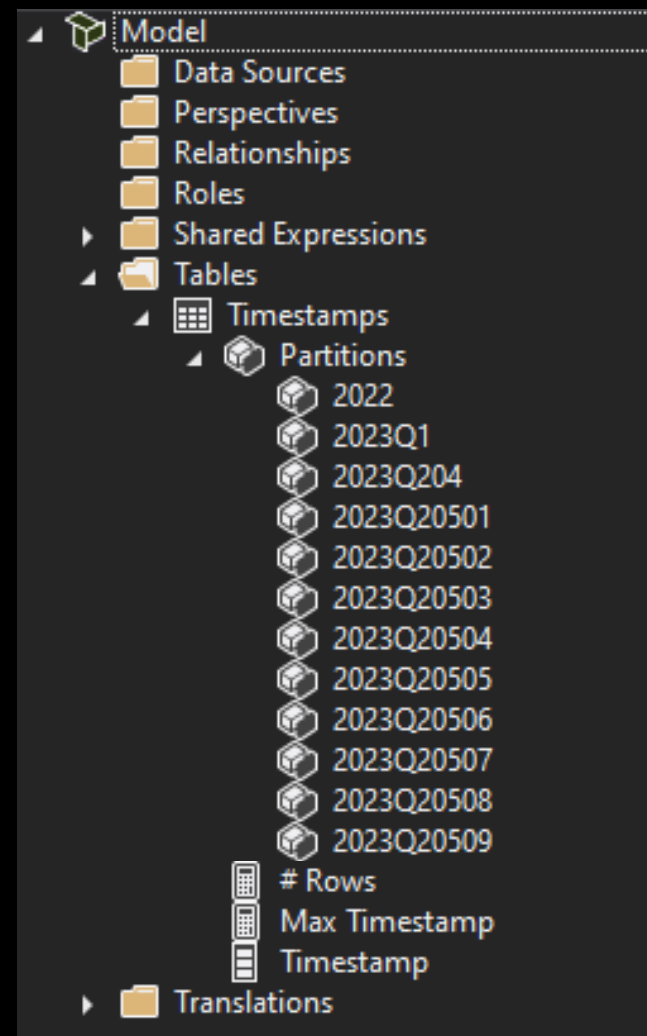 Model
Data Sources
Perspectives
Relationships
Roles
Shared Expressions
Tables
Timestamps
Partitions
2022
2023Q1
2023Q204
2023Q20501
2023Q20502
2023Q20503
2023Q20504
2023Q20505
2023Q20506
2023Q20507
2023Q20508
2023Q20509
# Rows
Max Timestamp
Timestamp
Translations